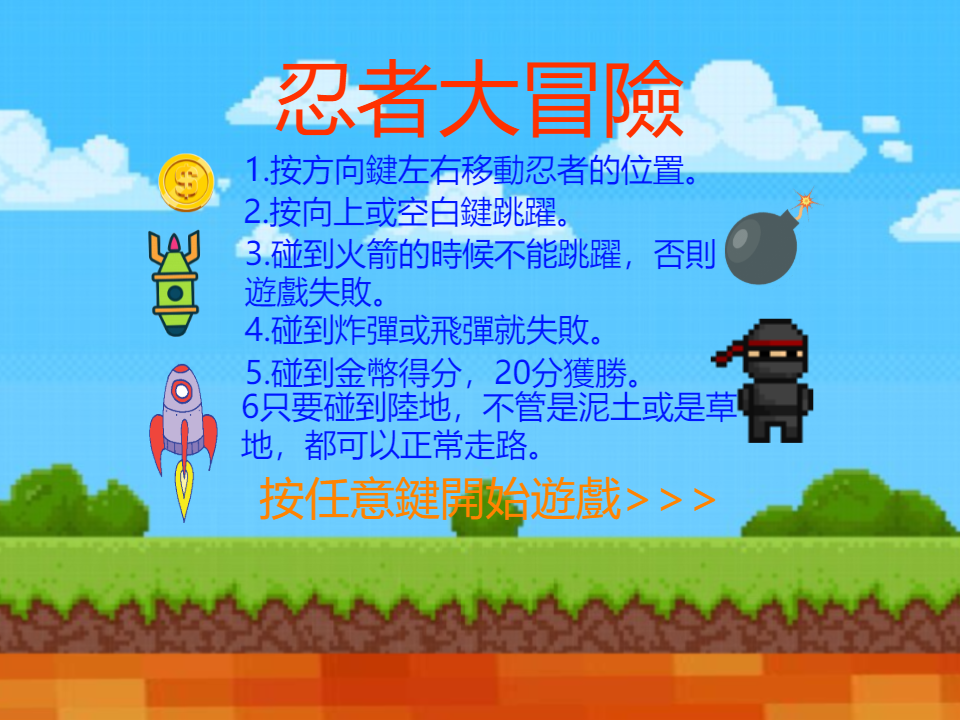 忍者大冒險
1.按方向鍵左右移動忍者的位置。
2.按向上或空白鍵跳躍。
3.碰到火箭的時候不能跳躍，否則
遊戲失敗。
4.碰到炸彈或飛彈就失敗。
5.碰到金幣得分，20分獲勝。
6只要碰到陸地，不管是泥土或是草
地，都可以正常走路。
按任意鍵開始遊戲>>>